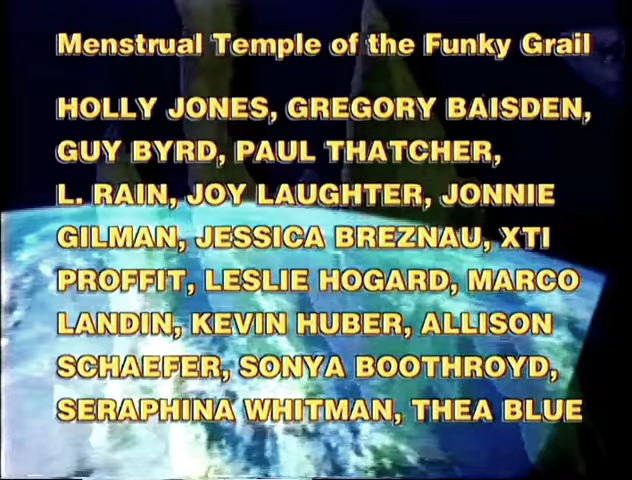 Menstrual Temple of the Funky Grail
HOLLY JONES, GREGORY BAISDEN,
GUY BYRD, PAUL THATCHER,
L. RAIN, JOY LAUGHTER, JONNIE
GILMAN, JESSICA BREZNAU, XTI
PROFFIT, LESLIE HOGARD, MARCO
LANDIN, KEVIN HUBER, ALLISON
SCHAEFER, SONYA BOOTHROYD,
SERAPHINA WHITMAN, THEA BLUE